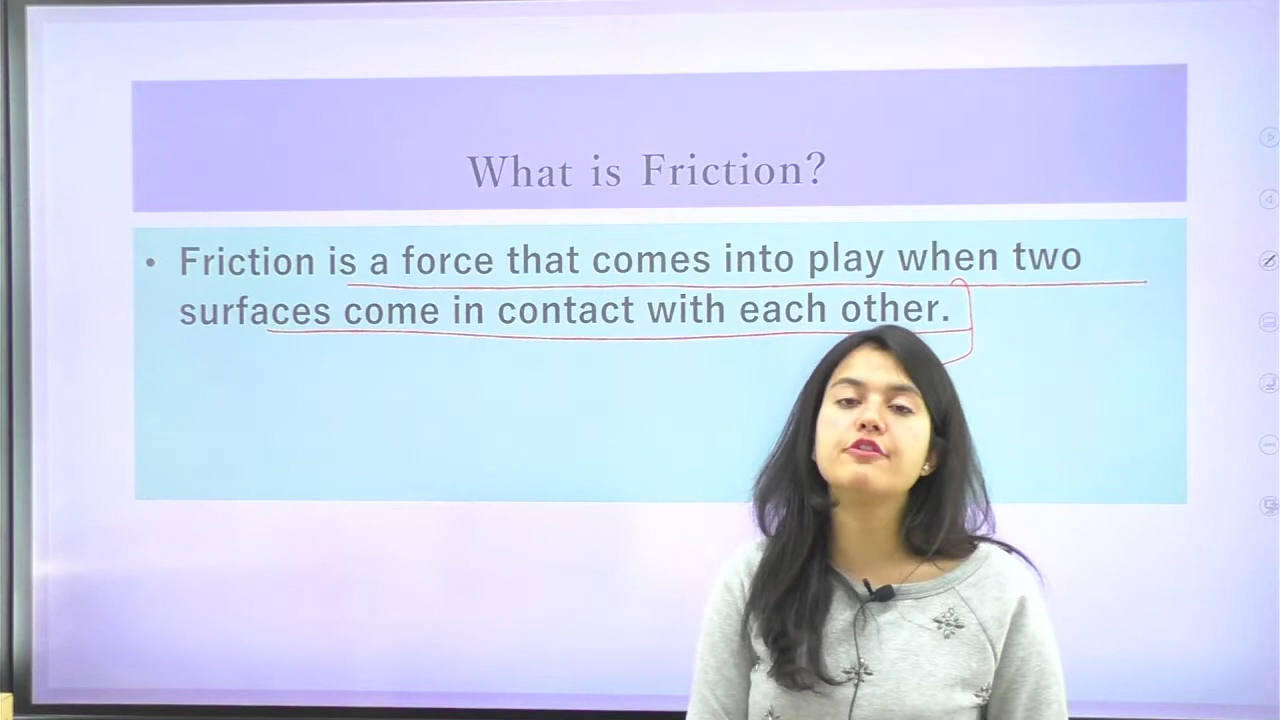 What is Friction?
• Friction is a force that comes into play when two
surfaces come in contact with each other.